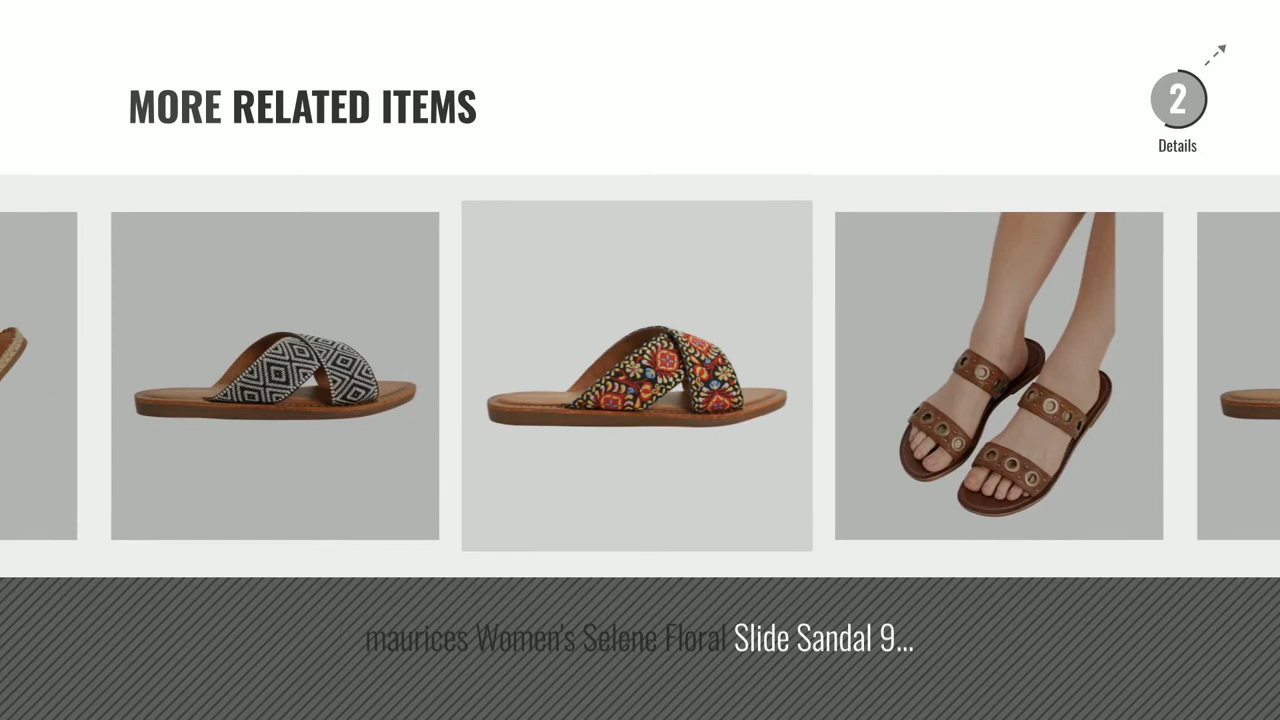 MORE RELATED ITEMS
2
Details
maurices Women's Selene Floral Slide Sandal 9...